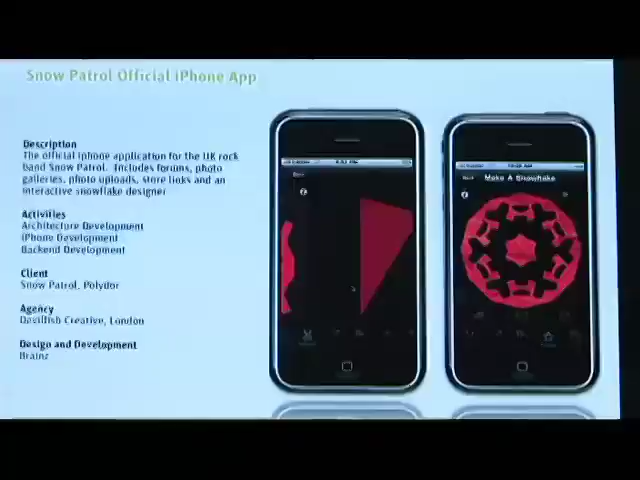 Snow Patrol Official iPhone App
Description
The official iphone application for the UK rock
band Snow Patrol. Includes forums, photo
galleries, photo uploads, store links and an
interactive snowflake designer
Activities
Architecture Development
iPhone Development
Backend Development
Client
Snow Patrol, Polydor
Agency
Davilfish Creative, London
Design and Development
Brainz
Make A Snowflake